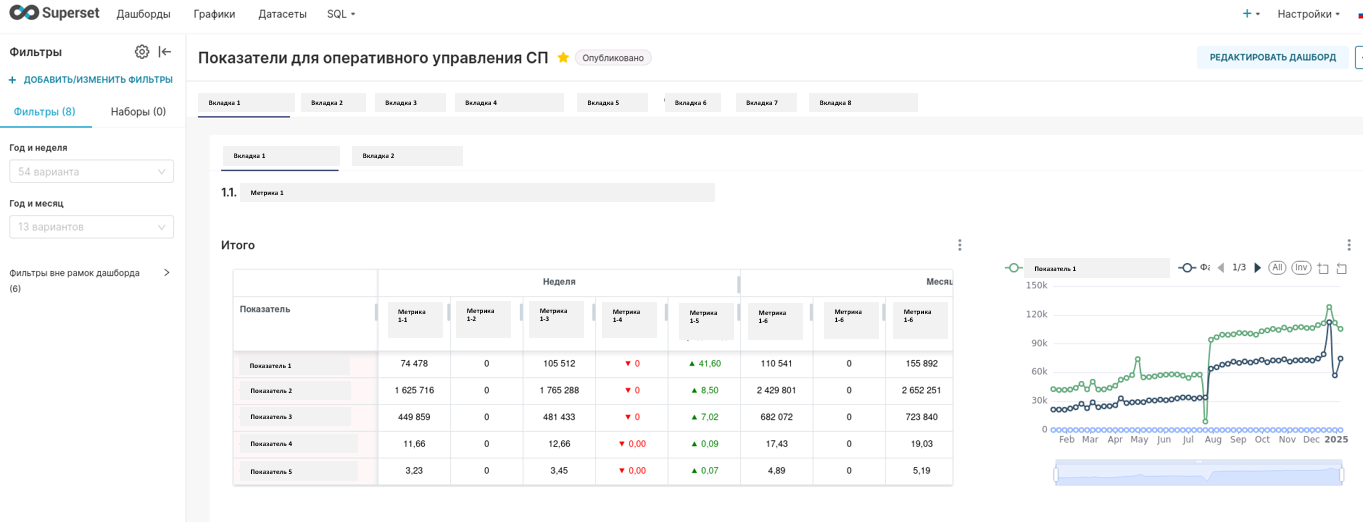 Superset Дашборды Графики Датасеты SQL + Настройки
Фильтры
+ ДОБАВИТЬ/ИЗМЕНИТЬ ФИЛЬТРЫ
Фильтры (8) Наборы (0)
Год и неделя
54 варианта
Год и месяц
13 вариантов
Фильтры вне рамок дашборда
(6)
Показатели для оперативного управления СП Опубликовано РЕДАКТИРОВАТЬ ДАШБОРД
Вкладка 1 Вкладка 2 Вкладка 3 Вкладка 4 Вкладка 5 Вкладка 6 Вкладка 7 Вкладка 8
Вкладка 1 Вкладка 2
1.1. Метрика 1
Итого
Неделя Месяц
Показатель Метрика 1-1 Метрика 1-2 Метрика 1-3 Метрика 1-4 Метрика 1-5 Метрика 1-6 Метрика 1-6 Метрика 1-6
Показатель 1 74 478 0 105 512 ▼ 0 ▲ 41,60 110 541 0 155 892
Показатель 2 1 625 716 0 1 765 288 ▼ 0 ▲ 8,50 2 429 801 0 2 652 251
Показатель 3 449 859 0 481 433 ▼ 0 ▲ 7,02 682 072 0 723 840
Показатель 4 11,66 0 12,66 ▼ 0,00 ▲ 0,09 17,43 0 19,03
Показатель 5 3,23 0 3,45 ▼ 0,00 ▲ 0,07 4,89 0 5,19
Показатель 1 Фа 1/3 All Inv
150k
120k
90k
60k
30k
0
Feb Mar Apr May Jun Jul Aug Sep Oct Nov Dec 2025